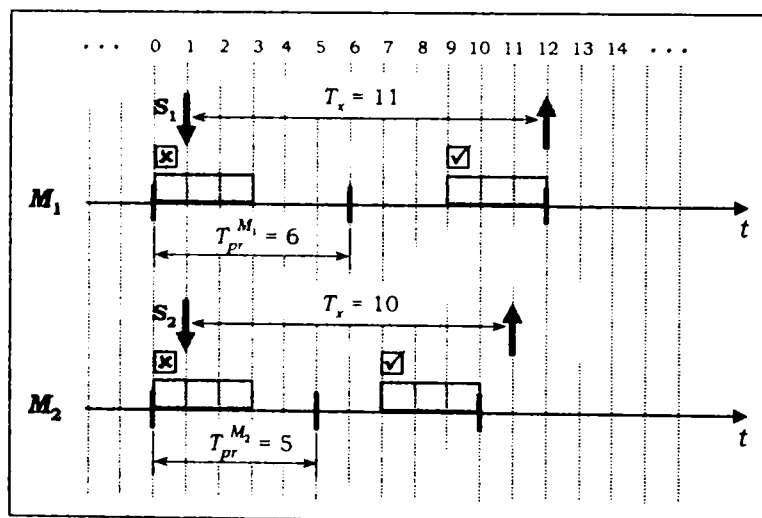 · · · 0 1 2 3 4 5 6 7 8 9 10 11 12 13 14 · · ·
S₁ Tₓ = 11
M₁ t
T_pr^M₁ = 6
S₂ Tₓ = 10
M₂ t
T_pr^M₂ = 5